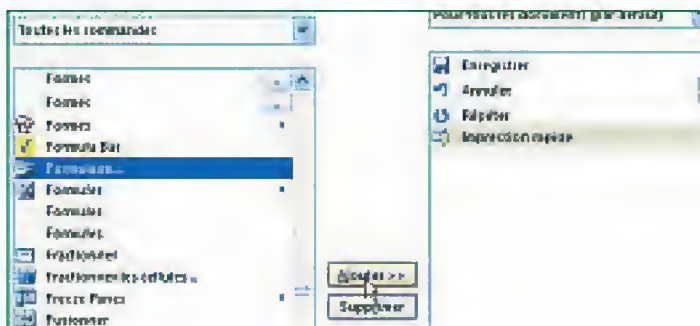 Toutes les commandes
Formes
Formes
Formes
Formula Bar
Formulaire...
Formules
Formules
Formules
Fractionner
Fractionner les cellules...
Freeze Panes
Fusionner
Ajouter >>
Supprimer
Pour tous les documents (par défaut)
Enregistrer
Annuler
Répéter
Impression rapide